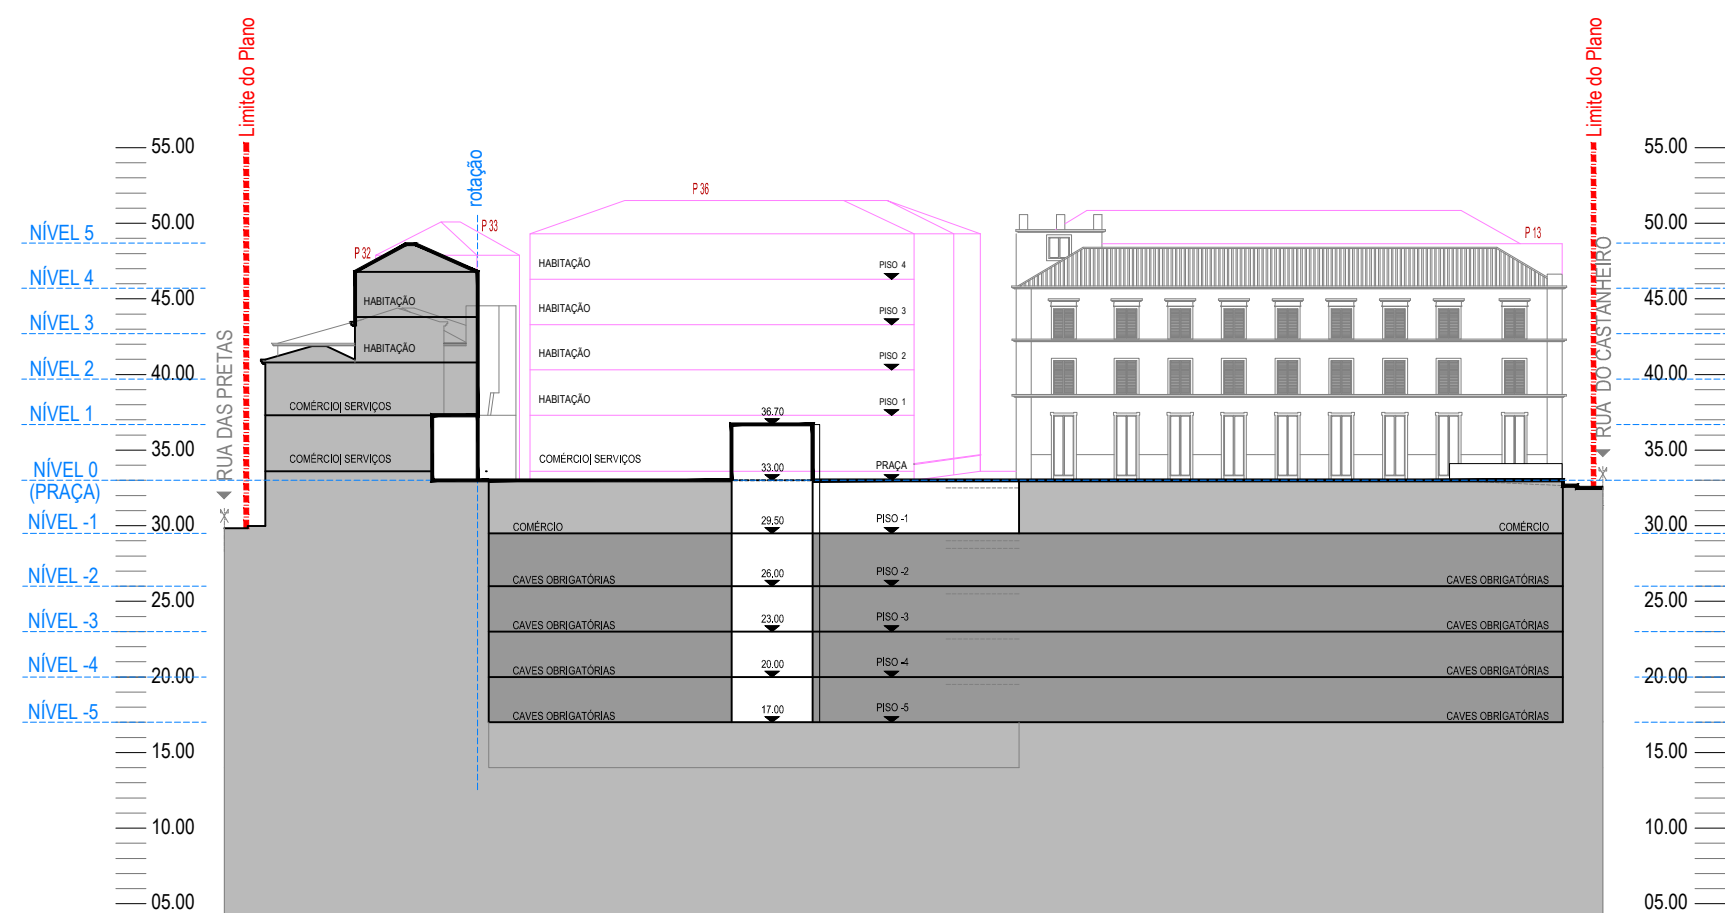 Limite do Plano
Limite do Plano
rotação
55.00
55.00
P 36
50.00
50.00
P 33
P 13
NÍVEL 5
P 32
HABITAÇÃO
PISO 4
NÍVEL 4
45.00
45.00
HABITAÇÃO
HABITAÇÃO
PISO 3
NÍVEL 3
HABITAÇÃO
HABITAÇÃO
PISO 2
NÍVEL 2
40.00
40.00
RUA DAS PRETAS
RUA DO CASTANHEIRO
COMÉRCIO| SERVIÇOS
HABITAÇÃO
PISO 1
NÍVEL 1
36.70
35.00
35.00
COMÉRCIO| SERVIÇOS
COMÉRCIO| SERVIÇOS
33.00
PRAÇA
NÍVEL 0
(PRAÇA)
NÍVEL -1
30.00
30.00
COMÉRCIO
29,50
PISO -1
COMÉRCIO
NÍVEL -2
CAVES OBRIGATÓRIAS
26,00
PISO -2
CAVES OBRIGATÓRIAS
25.00
25.00
NÍVEL -3
CAVES OBRIGATÓRIAS
23,00
PISO -3
CAVES OBRIGATÓRIAS
NÍVEL -4
CAVES OBRIGATÓRIAS
20.00
PISO -4
CAVES OBRIGATÓRIAS
20.00
20.00
NÍVEL -5
CAVES OBRIGATÓRIAS
17.00
PISO -5
CAVES OBRIGATÓRIAS
15.00
15.00
10.00
10.00
05.00
05.00